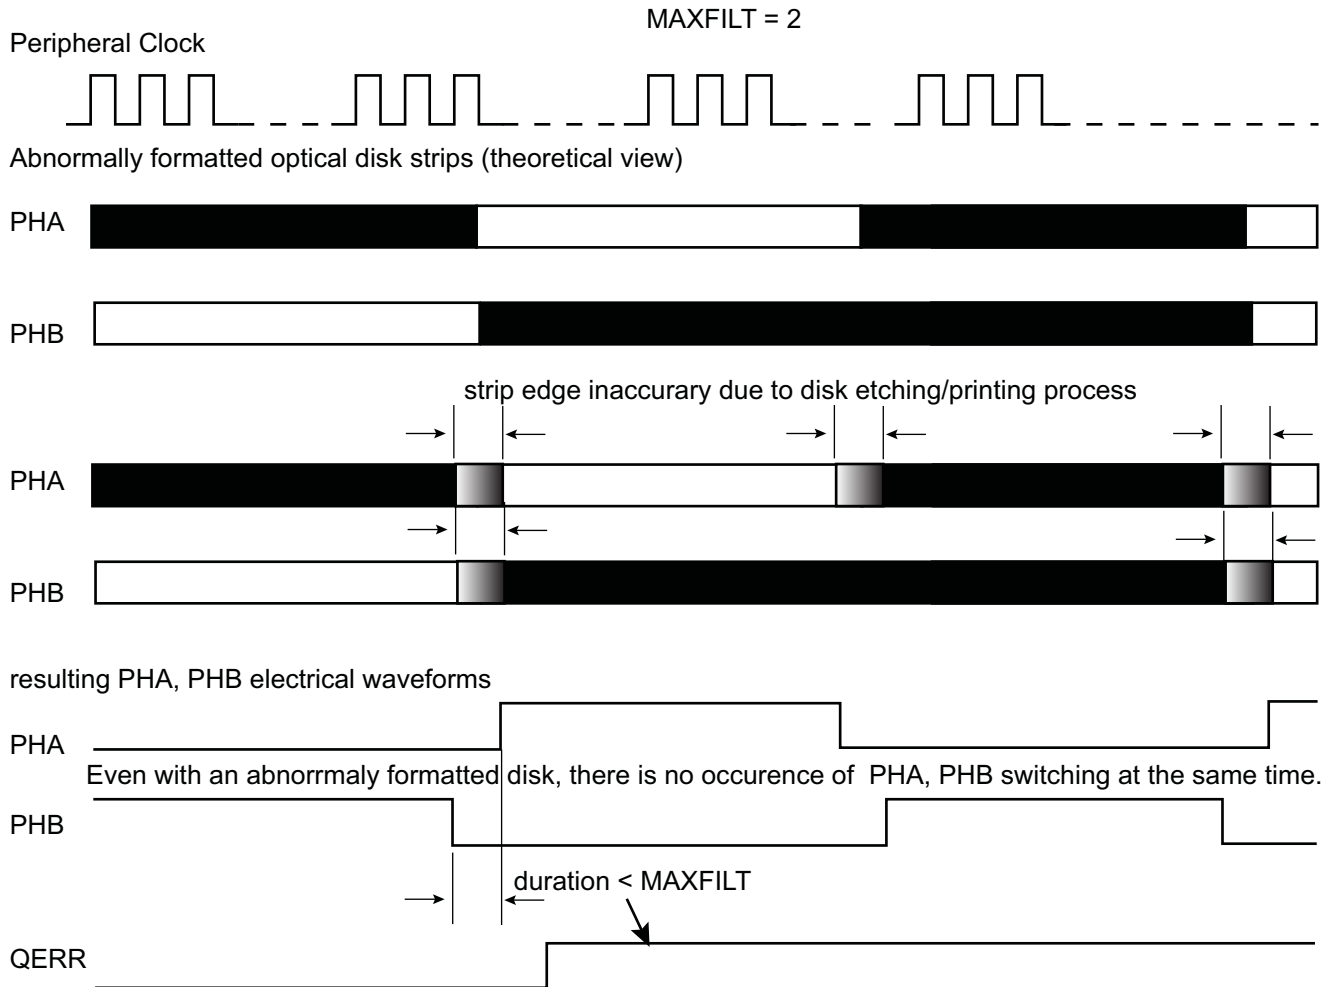 MAXFILT = 2
Peripheral Clock
Abnormally formatted optical disk strips (theoretical view)
PHA
PHB
strip edge inaccurary due to disk etching/printing process
PHA
PHB
resulting PHA, PHB electrical waveforms
PHA
Even with an abnorrmaly formatted disk, there is no occurence of PHA, PHB switching at the same time.
PHB
duration < MAXFILT
QERR